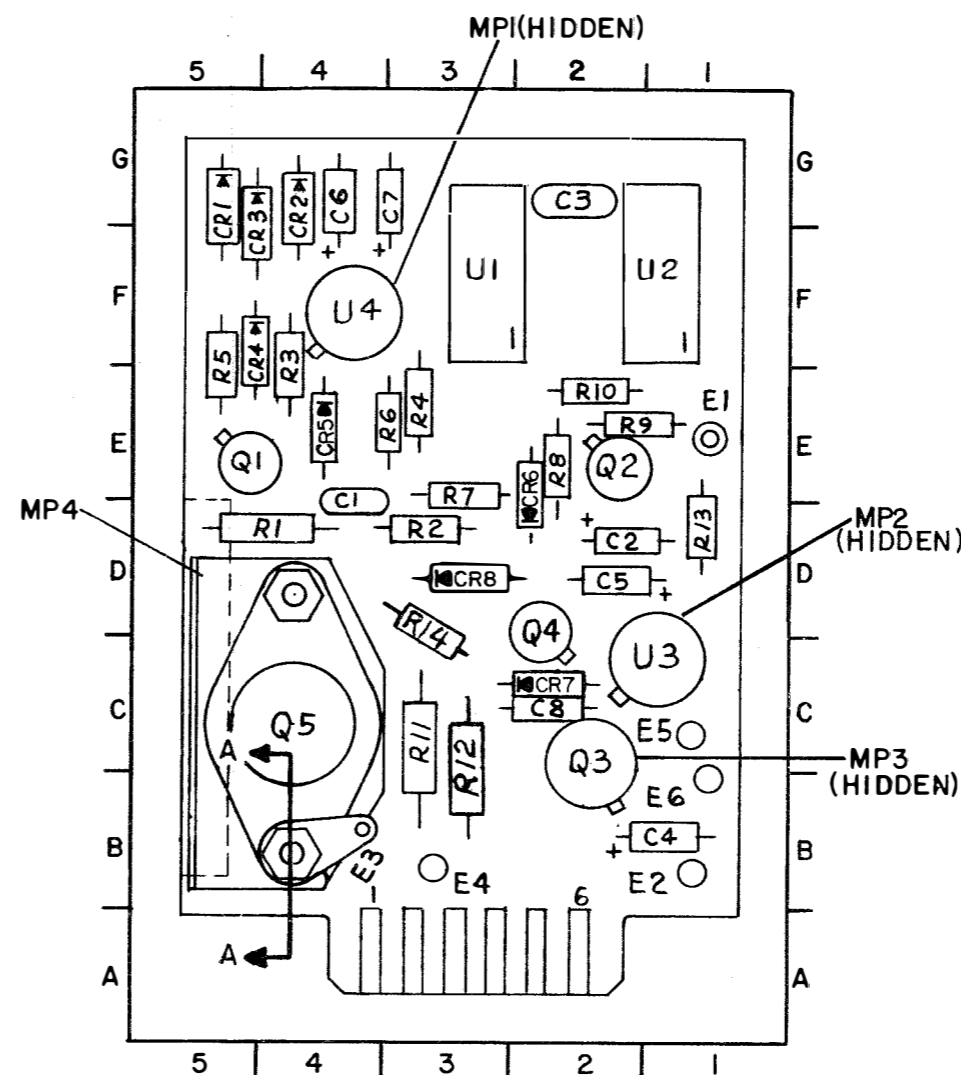 MP1(HIDDEN)
5 4 3 2 1
G G
CR1 CR3 CR2 C6 C7 C3
+ +
F U4 U1 U2 F
1 1
R5 CR4 R3
R4 R10 E1
CR5 R6 R9
E Q1 CR6 R8 Q2 E
C1 R7
MP4 R13 MP2
(HIDDEN)
R1 R2 + C2
D CR8 C5 D
+
R14 Q4 U3
CR7
C C8 C
Q5 R11 R12 E5
A Q3 MP3
(HIDDEN)
E6
B + C4 B
E3 E4 E2
1 6
A
A A
5 4 3 2 1